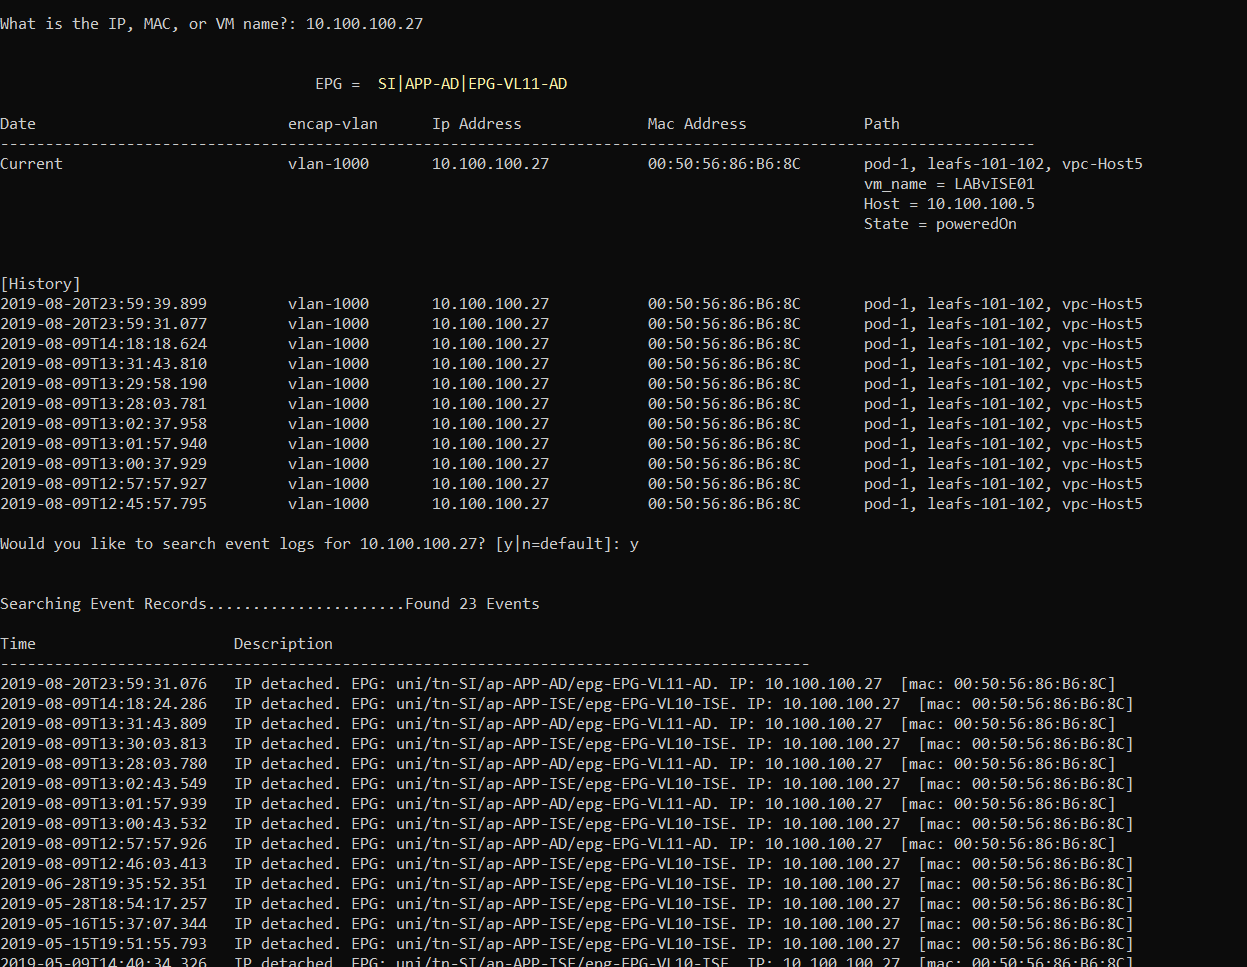 What is the IP, MAC, or VM name?: 10.100.100.27
EPG = SI|APP-AD|EPG-VL11-AD
Date encap-vlan Ip Address Mac Address Path
-------------------------------------------------------------------------------------------------------------------
Current vlan-1000 10.100.100.27 00:50:56:86:B6:8C pod-1, leafs-101-102, vpc-Host5
vm_name = LABvISE01
Host = 10.100.100.5
State = poweredOn
[History]
2019-08-20T23:59:39.899 vlan-1000 10.100.100.27 00:50:56:86:B6:8C pod-1, leafs-101-102, vpc-Host5
2019-08-20T23:59:31.077 vlan-1000 10.100.100.27 00:50:56:86:B6:8C pod-1, leafs-101-102, vpc-Host5
2019-08-09T14:18:18.624 vlan-1000 10.100.100.27 00:50:56:86:B6:8C pod-1, leafs-101-102, vpc-Host5
2019-08-09T13:31:43.810 vlan-1000 10.100.100.27 00:50:56:86:B6:8C pod-1, leafs-101-102, vpc-Host5
2019-08-09T13:29:58.190 vlan-1000 10.100.100.27 00:50:56:86:B6:8C pod-1, leafs-101-102, vpc-Host5
2019-08-09T13:28:03.781 vlan-1000 10.100.100.27 00:50:56:86:B6:8C pod-1, leafs-101-102, vpc-Host5
2019-08-09T13:02:37.958 vlan-1000 10.100.100.27 00:50:56:86:B6:8C pod-1, leafs-101-102, vpc-Host5
2019-08-09T13:01:57.940 vlan-1000 10.100.100.27 00:50:56:86:B6:8C pod-1, leafs-101-102, vpc-Host5
2019-08-09T13:00:37.929 vlan-1000 10.100.100.27 00:50:56:86:B6:8C pod-1, leafs-101-102, vpc-Host5
2019-08-09T12:57:57.927 vlan-1000 10.100.100.27 00:50:56:86:B6:8C pod-1, leafs-101-102, vpc-Host5
2019-08-09T12:45:57.795 vlan-1000 10.100.100.27 00:50:56:86:B6:8C pod-1, leafs-101-102, vpc-Host5
Would you like to search event logs for 10.100.100.27? [y|n=default]: y
Searching Event Records......................Found 23 Events
Time Description
------------------------------------------------------------------------------------------
2019-08-20T23:59:31.076 IP detached. EPG: uni/tn-SI/ap-APP-AD/epg-EPG-VL11-AD. IP: 10.100.100.27 [mac: 00:50:56:86:B6:8C]
2019-08-09T14:18:24.286 IP detached. EPG: uni/tn-SI/ap-APP-ISE/epg-EPG-VL10-ISE. IP: 10.100.100.27 [mac: 00:50:56:86:B6:8C]
2019-08-09T13:31:43.809 IP detached. EPG: uni/tn-SI/ap-APP-AD/epg-EPG-VL11-AD. IP: 10.100.100.27 [mac: 00:50:56:86:B6:8C]
2019-08-09T13:30:03.813 IP detached. EPG: uni/tn-SI/ap-APP-ISE/epg-EPG-VL10-ISE. IP: 10.100.100.27 [mac: 00:50:56:86:B6:8C]
2019-08-09T13:28:03.780 IP detached. EPG: uni/tn-SI/ap-APP-AD/epg-EPG-VL11-AD. IP: 10.100.100.27 [mac: 00:50:56:86:B6:8C]
2019-08-09T13:02:43.549 IP detached. EPG: uni/tn-SI/ap-APP-ISE/epg-EPG-VL10-ISE. IP: 10.100.100.27 [mac: 00:50:56:86:B6:8C]
2019-08-09T13:01:57.939 IP detached. EPG: uni/tn-SI/ap-APP-AD/epg-EPG-VL11-AD. IP: 10.100.100.27 [mac: 00:50:56:86:B6:8C]
2019-08-09T13:00:43.532 IP detached. EPG: uni/tn-SI/ap-APP-ISE/epg-EPG-VL10-ISE. IP: 10.100.100.27 [mac: 00:50:56:86:B6:8C]
2019-08-09T12:57:57.926 IP detached. EPG: uni/tn-SI/ap-APP-AD/epg-EPG-VL11-AD. IP: 10.100.100.27 [mac: 00:50:56:86:B6:8C]
2019-08-09T12:46:03.413 IP detached. EPG: uni/tn-SI/ap-APP-ISE/epg-EPG-VL10-ISE. IP: 10.100.100.27 [mac: 00:50:56:86:B6:8C]
2019-06-28T19:35:52.351 IP detached. EPG: uni/tn-SI/ap-APP-ISE/epg-EPG-VL10-ISE. IP: 10.100.100.27 [mac: 00:50:56:86:B6:8C]
2019-05-28T18:54:17.257 IP detached. EPG: uni/tn-SI/ap-APP-ISE/epg-EPG-VL10-ISE. IP: 10.100.100.27 [mac: 00:50:56:86:B6:8C]
2019-05-16T15:37:07.344 IP detached. EPG: uni/tn-SI/ap-APP-ISE/epg-EPG-VL10-ISE. IP: 10.100.100.27 [mac: 00:50:56:86:B6:8C]
2019-05-15T19:51:55.793 IP detached. EPG: uni/tn-SI/ap-APP-ISE/epg-EPG-VL10-ISE. IP: 10.100.100.27 [mac: 00:50:56:86:B6:8C]
2019-05-09T14:40:34.326 IP detached. EPG: uni/tn-SI/ap-APP-ISE/epg-EPG-VL10-ISE. IP: 10.100.100.27 [mac: 00:50:56:86:B6:8C]